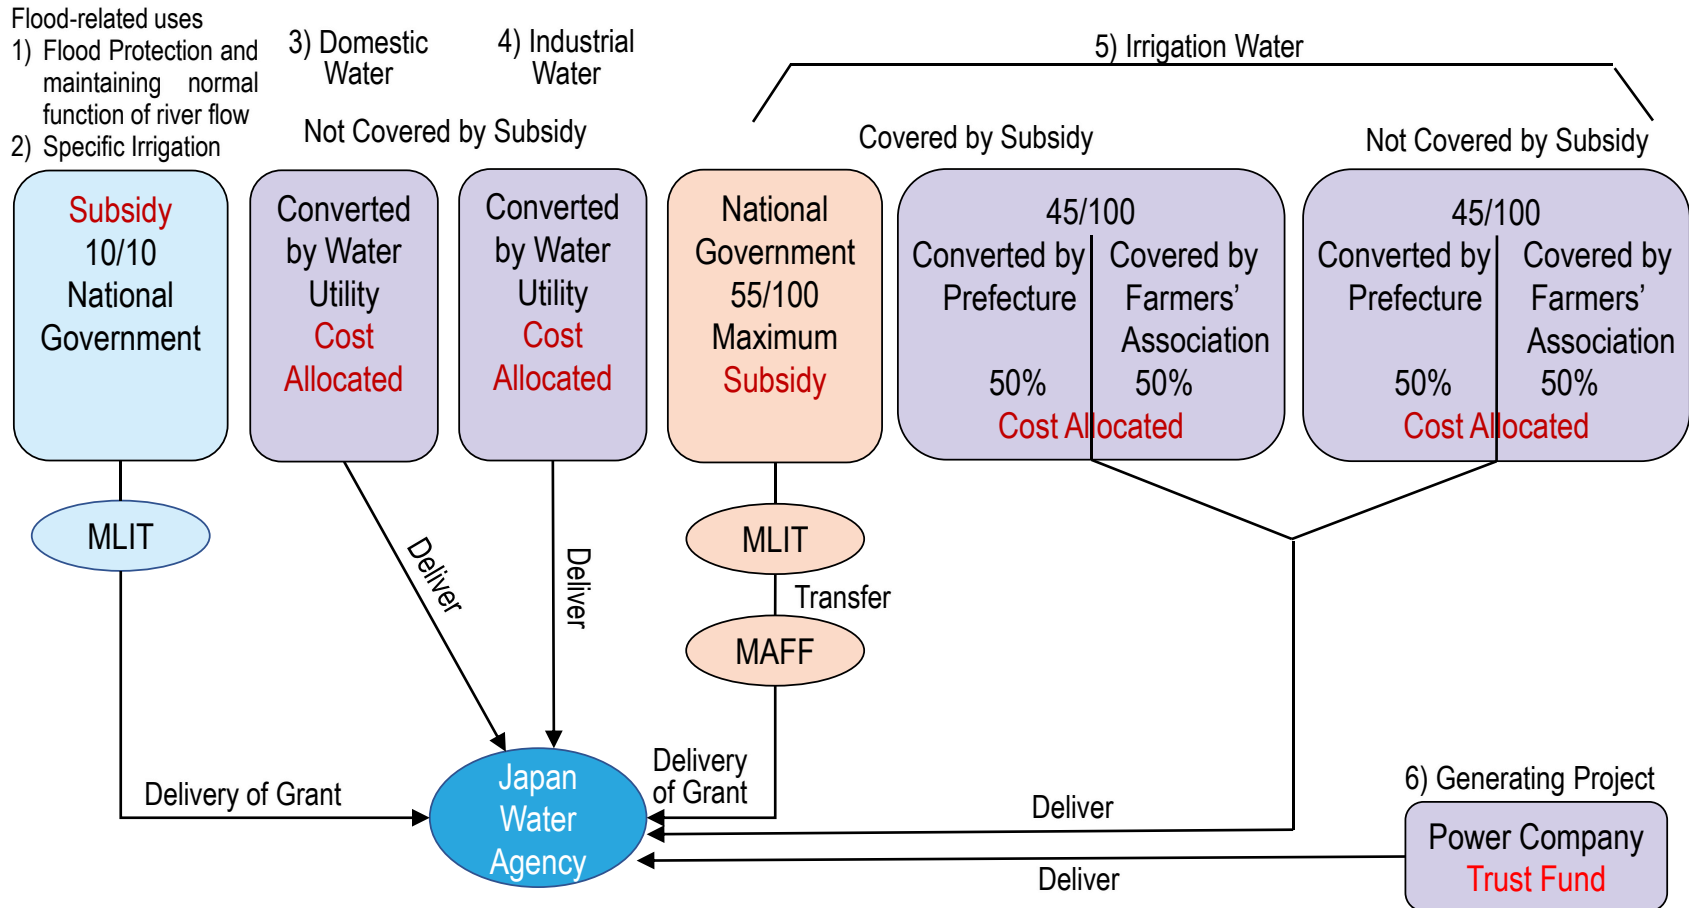 Flood-related uses
1) Flood Protection and
maintaining normal
function of river flow
2) Specific Irrigation
3) Domestic
Water
4) Industrial
Water
Not Covered by Subsidy
5) Irrigation Water
Covered by Subsidy
Not Covered by Subsidy
Subsidy
10/10
National
Government
Converted
by Water
Utility
Cost
Allocated
Converted
by Water
Utility
Cost
Allocated
National
Government
55/100
Maximum
Subsidy
45/100
Converted by
Prefecture
50%
Covered by
Farmers’
Association
50%
Cost Allocated
45/100
Converted by
Prefecture
50%
Covered by
Farmers’
Association
50%
Cost Allocated
MLIT
Deliver
Deliver
MLIT
Transfer
MAFF
Delivery of Grant
Japan
Water
Agency
Delivery
of Grant
Deliver
Deliver
6) Generating Project
Power Company
Trust Fund